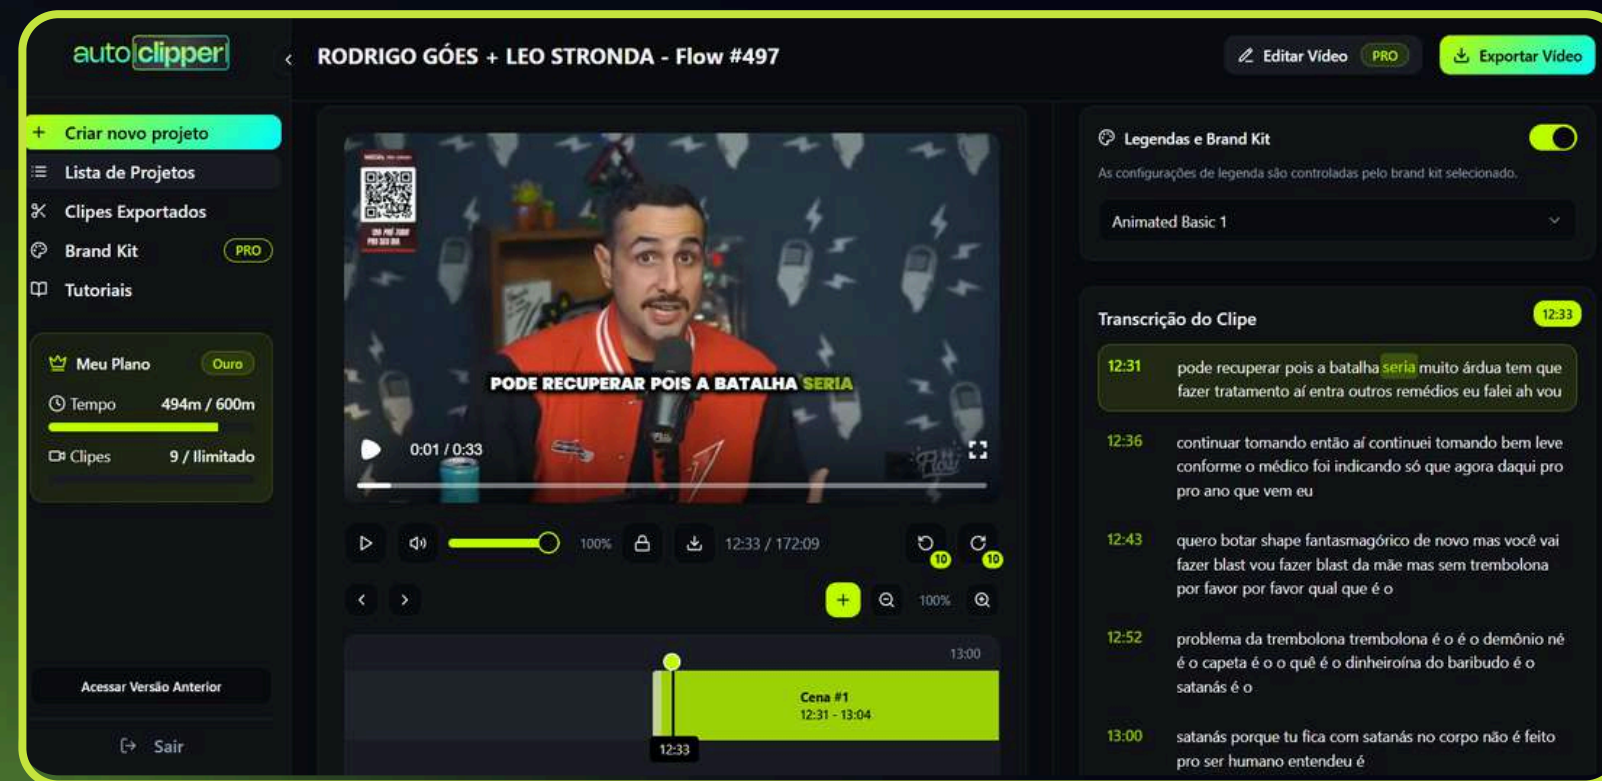 autoclipper
RODRIGO GÓES + LEO STRONDA - Flow #497
Editar Vídeo PRO
Exportar Vídeo
Criar novo projeto
Lista de Projetos
Clipes Exportados
Brand Kit PRO
Tutoriais
Meu Plano Ouro
Tempo 494m / 600m
Clipes 9 / Ilimitado
Acessar Versão Anterior
Sair
PODE RECUPERAR POIS A BATALHA SERIA
0:01 / 0:33
Flow
100%
12:33 / 172:09
10
10
100%
13:00
Cena #1
12:31 - 13:04
12:33
Legendas e Brand Kit
As configurações de legenda são controladas pelo brand kit selecionado.
Animated Basic 1
Transcrição do Clipe 12:33
12:31 pode recuperar pois a batalha seria muito árdua tem que
fazer tratamento aí entra outros remédios eu falei ah vou
12:36 continuar tomando então aí continuei tomando bem leve
conforme o médico foi indicando só que agora daqui pro
pro ano que vem eu
12:43 quero botar shape fantasmagórico de novo mas você vai
fazer blast vou fazer blast da mãe mas sem trembolona
por favor por favor qual que é o
12:52 problema da trembolona trembolona é o é o demônio né
é o capeta é o o quê é o dinheiroína do baribudo é o
satanás é o
13:00 satanás porque tu fica com satanás no corpo não é feito
pro ser humano entendeu é